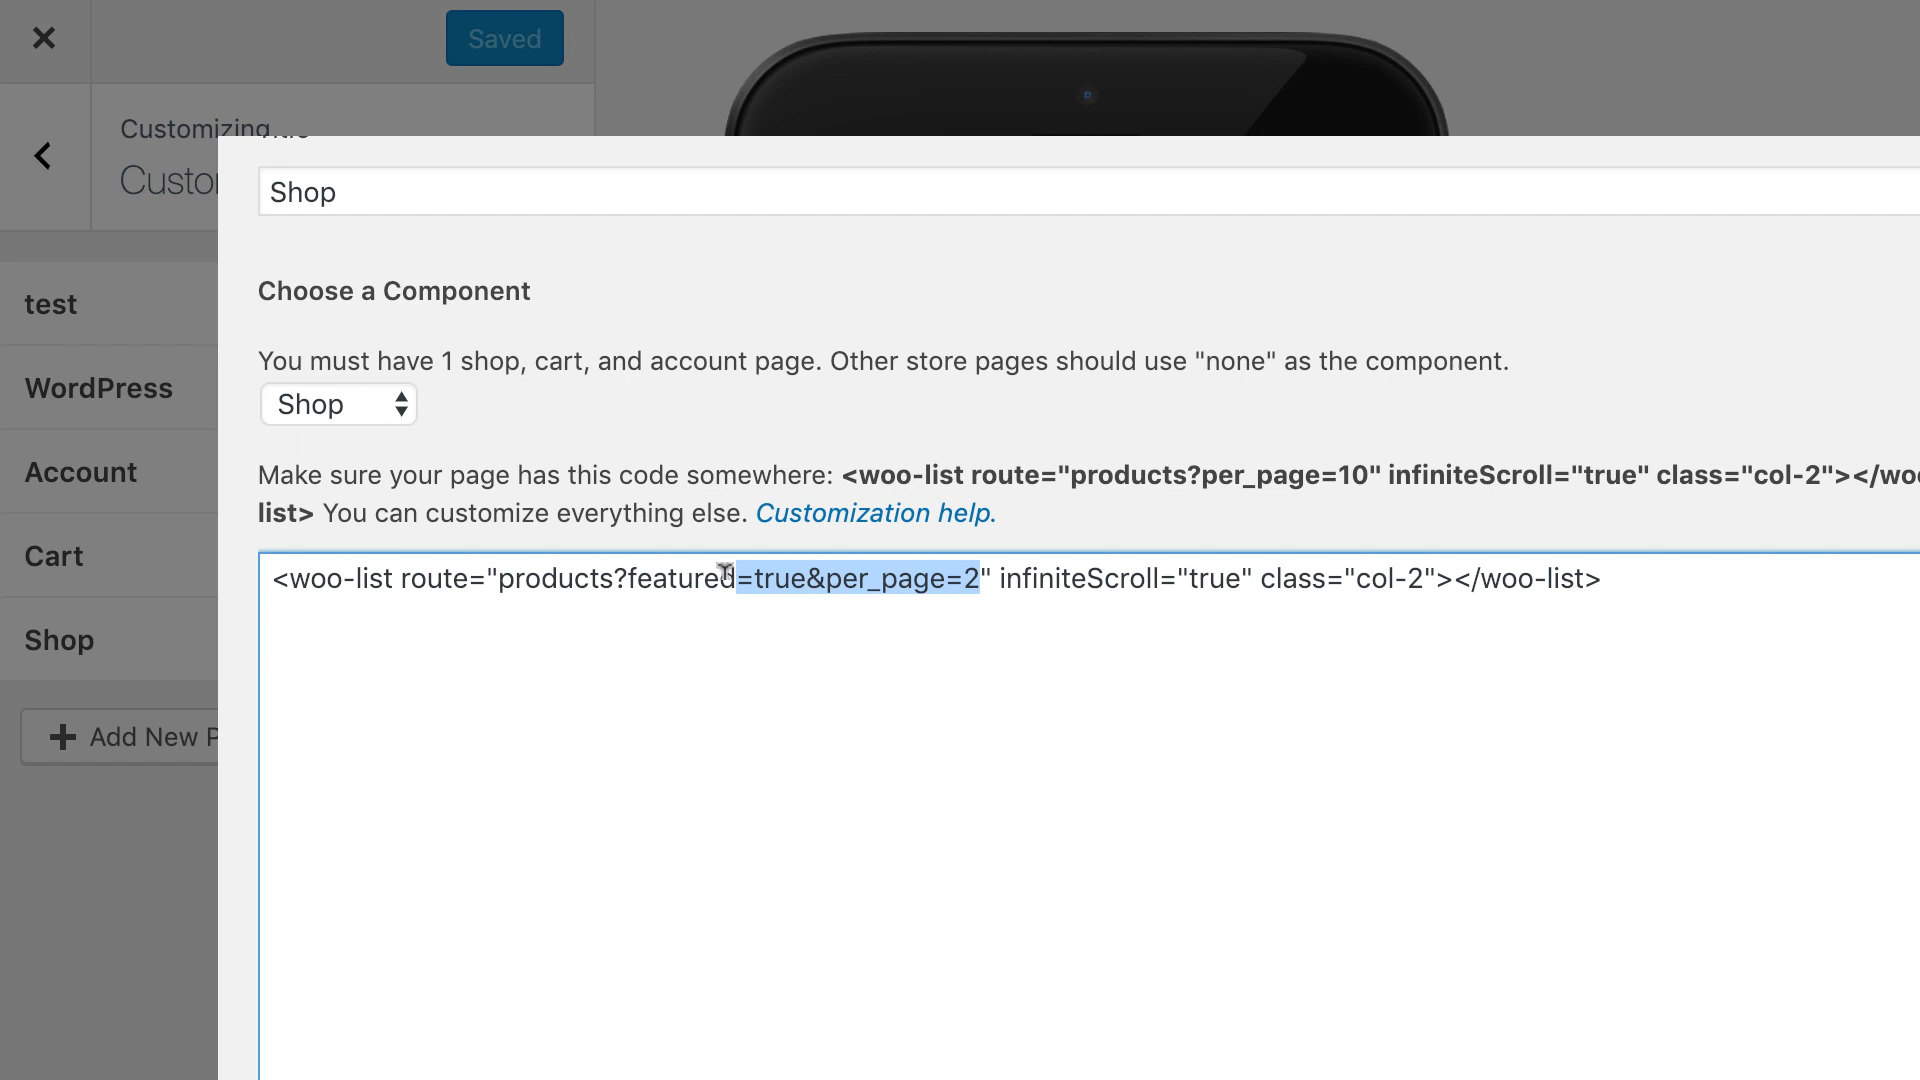 Saved
Customizing
Custo
Shop
Choose a Component
You must have 1 shop, cart, and account page. Other store pages should use "none" as the component.
Shop
Make sure your page has this code somewhere: <woo-list route="products?per_page=10" infiniteScroll="true" class="col-2"></woo
list> You can customize everything else. Customization help.
<woo-list route="products?featured=true&per_page=2" infiniteScroll="true" class="col-2"></woo-list>
test
WordPress
Account
Cart
Shop
Add New P